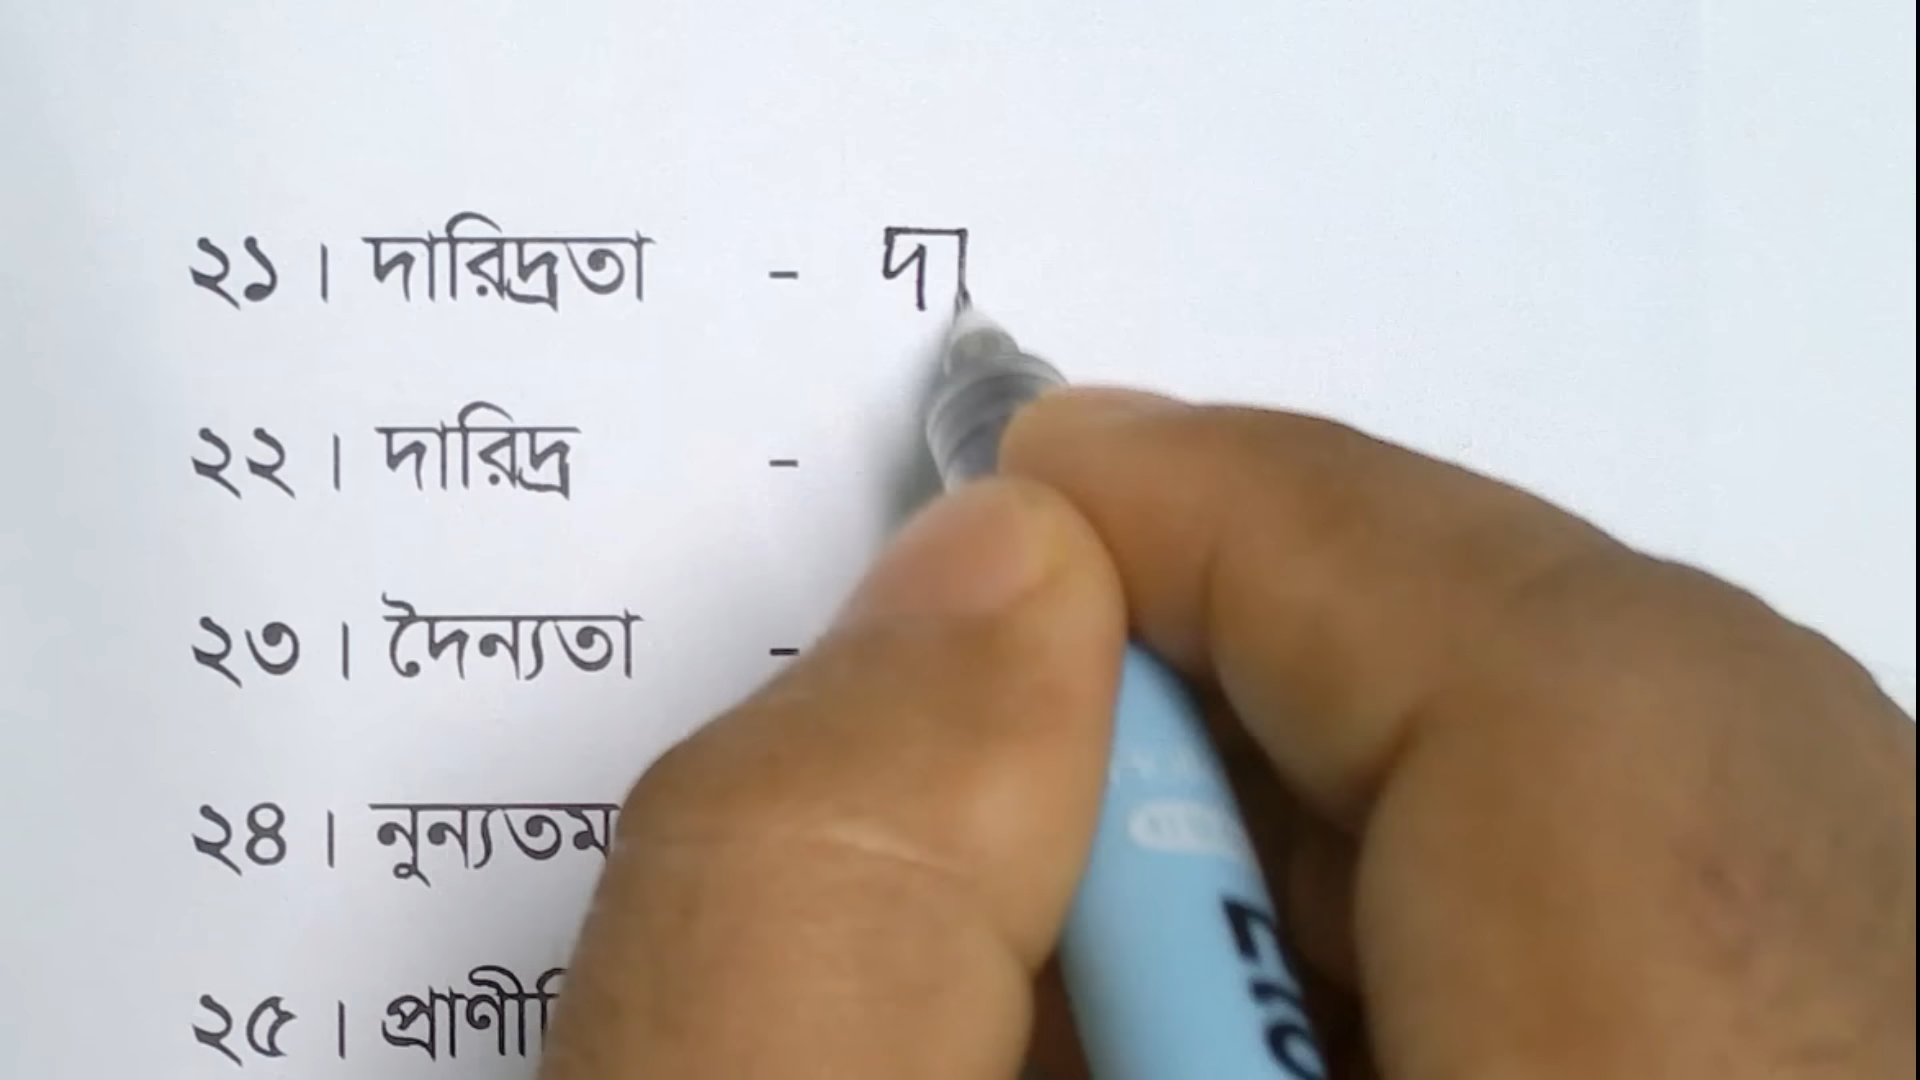 ২১। দারিদ্রতা - দা
২২। দারিদ্র -
২৩। দৈন্যতা -
২৪। নুন্যতম
২৫।